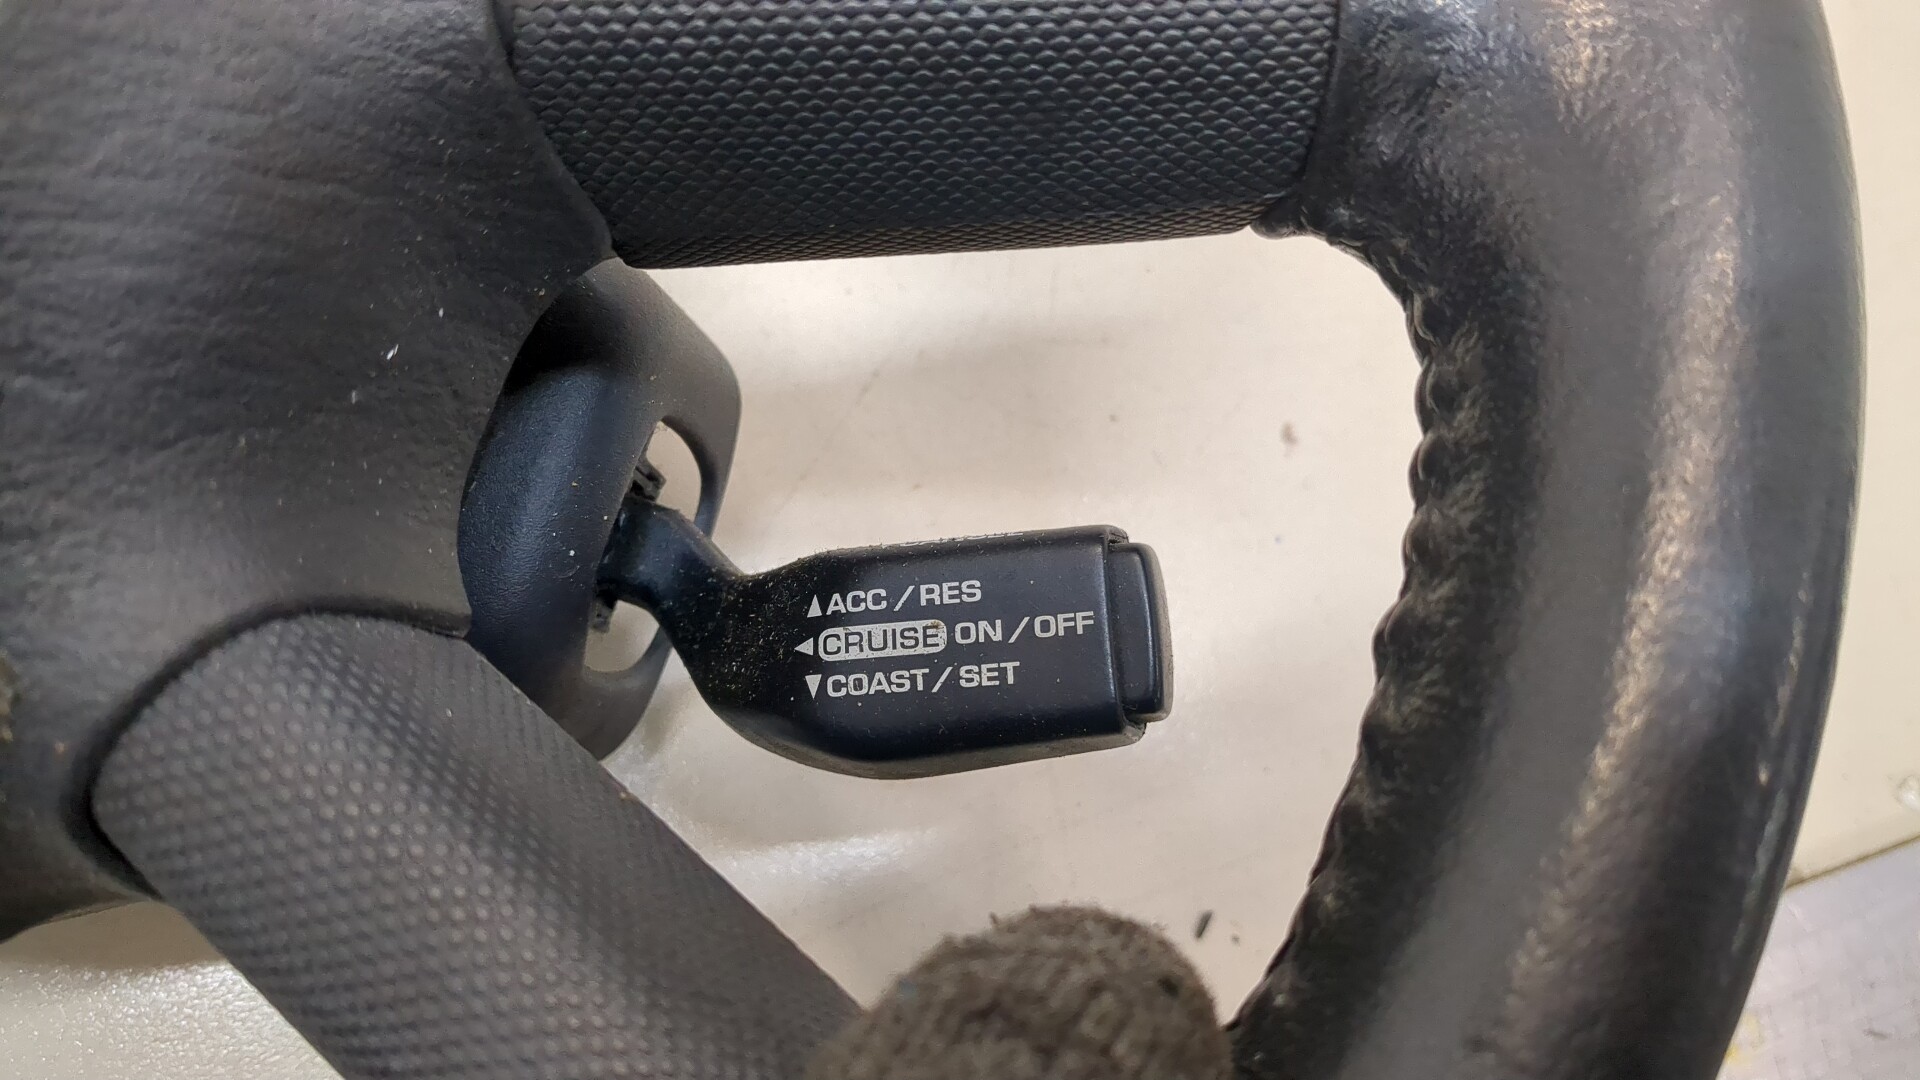 ▲ACC/RES
◀CRUISE ON/OFF
▼COAST/SET